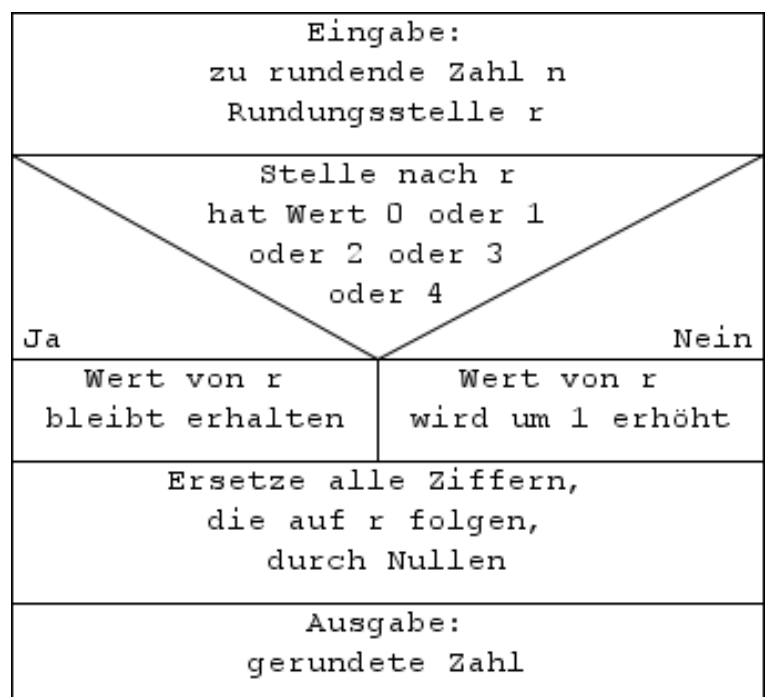 Eingabe:
zu rundende Zahl n
Rundungsstelle r
Stelle nach r
hat Wert 0 oder 1
oder 2 oder 3
oder 4
Ja
Nein
Wert von r
bleibt erhalten
Wert von r
wird um 1 erhöht
Ersetze alle Ziffern,
die auf r folgen,
durch Nullen
Ausgabe:
gerundete Zahl